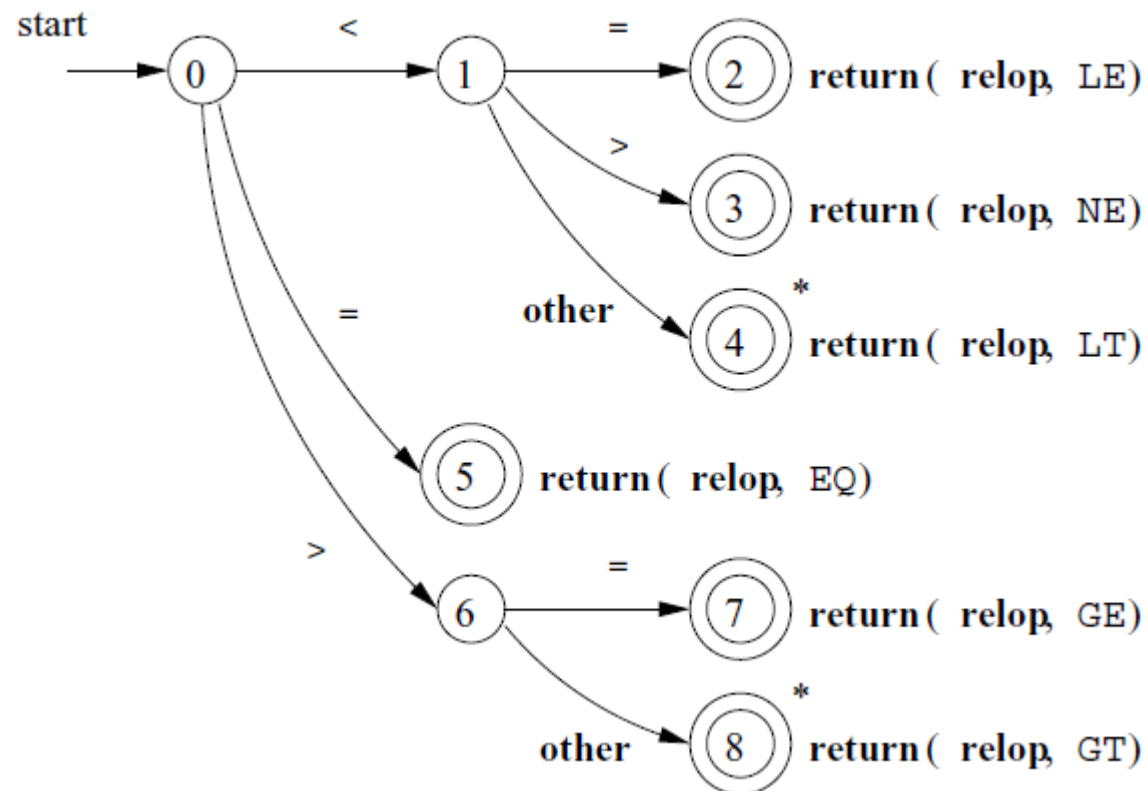 start
< =
0 1 2 return( relop, LE)
>
3 return( relop, NE)
*
other
= 4 return( relop, LT)
5 return( relop, EQ)
> =
6 7 return( relop, GE)
*
other 8 return( relop, GT)